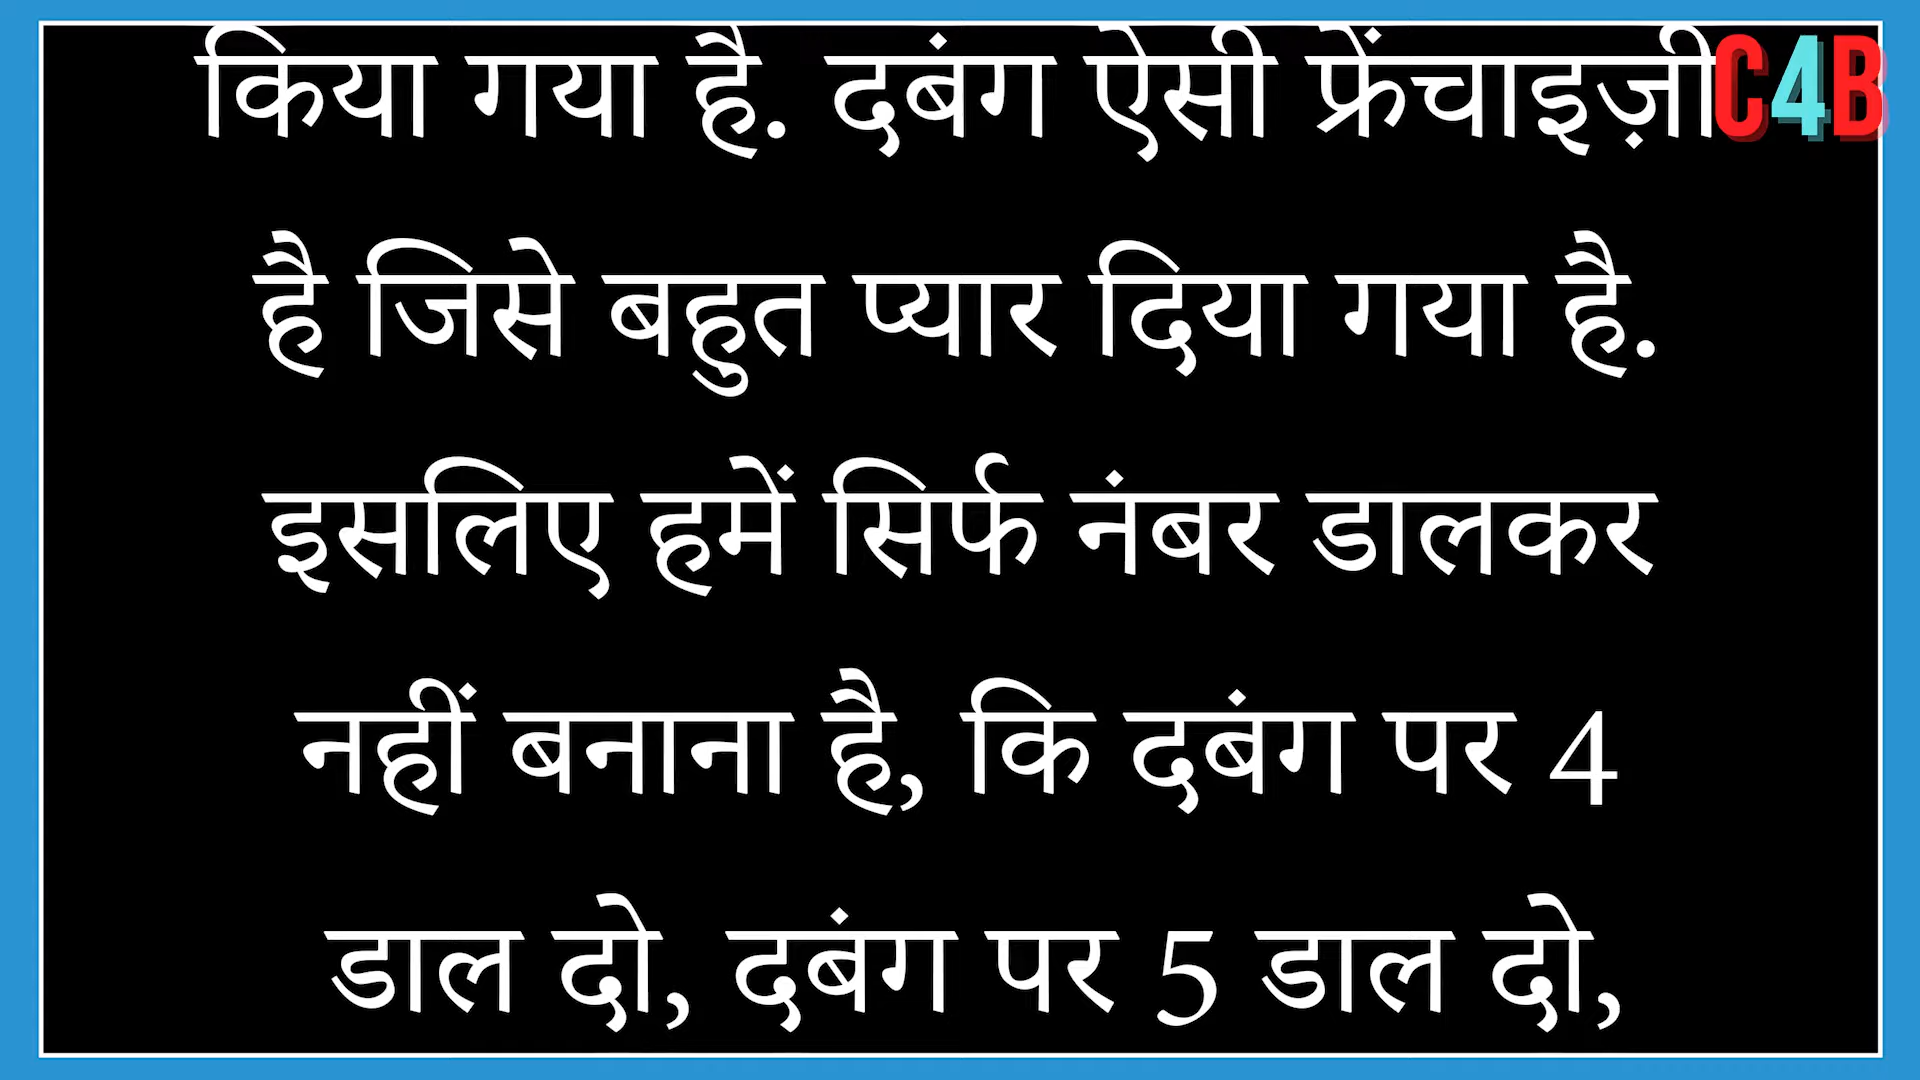 किया गया है. दबंग ऐसी फ्रेंचाइज़ी
C4B
है जिसे बहुत प्यार दिया गया है.
इसलिए हमें सिर्फ नंबर डालकर
नहीं बनाना है, कि दबंग पर 4
डाल दो, दबंग पर 5 डाल दो,